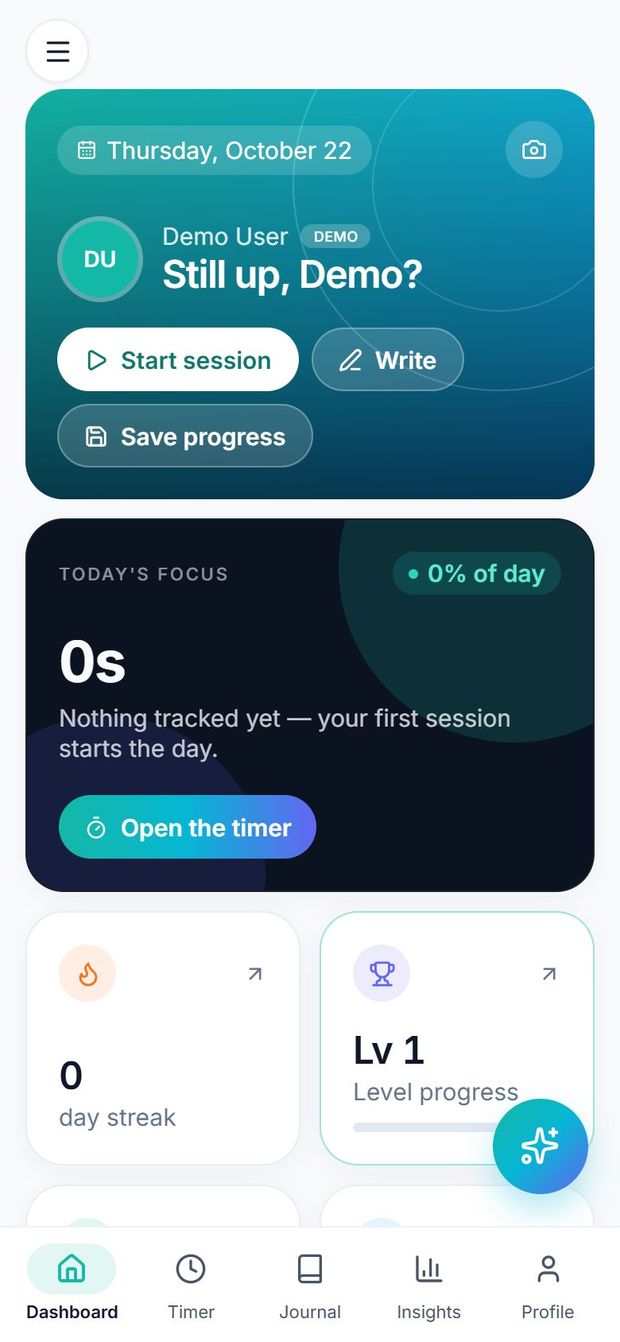 Thursday, October 22
DU
Demo User DEMO
Still up, Demo?
Start session
Write
Save progress
TODAY'S FOCUS
0% of day
0s
Nothing tracked yet — your first session
starts the day.
Open the timer
0
day streak
Lv 1
Level progress
Dashboard
Timer
Journal
Insights
Profile